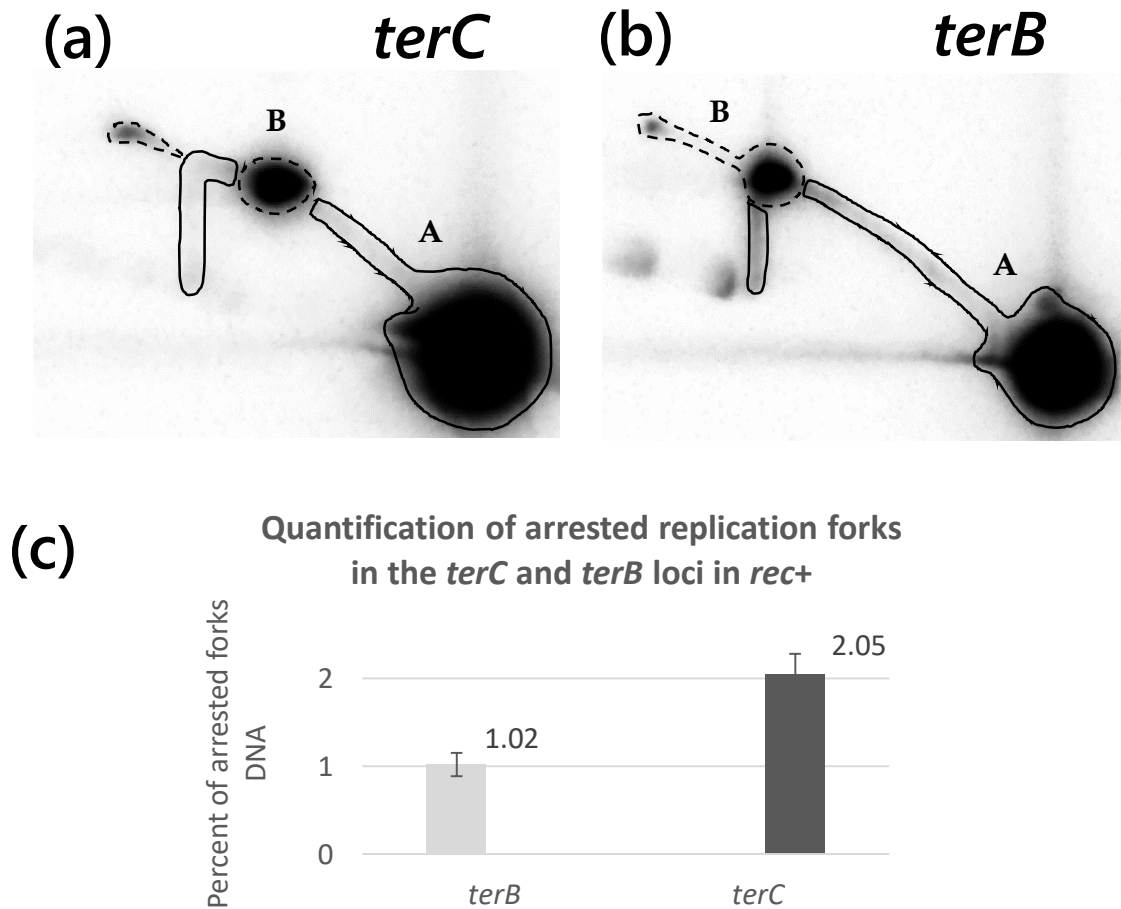 (a) terC
(b) terB
B
A
B
A
(c)
Quantification of arrested replication forks
in the terC and terB loci in rec+
Percent of arrested forks
DNA
2
1
0
1.02
2.05
terB
terC